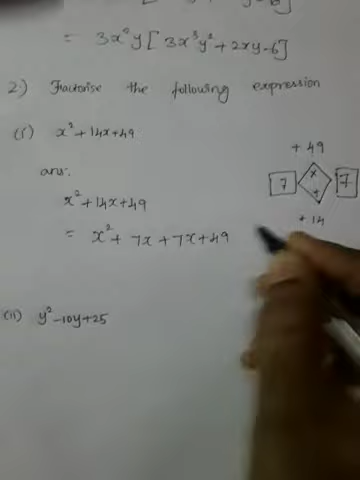 = 3x²y [ 3x³y² + 2xy - 6 ]
2.) Factorise the following expression
(i) x² + 14x + 49
ans.
x² + 14x + 49
= x² + 7x + 7x + 49
+ 49
7 × + 7
+ 14
(ii) y² - 10y + 25